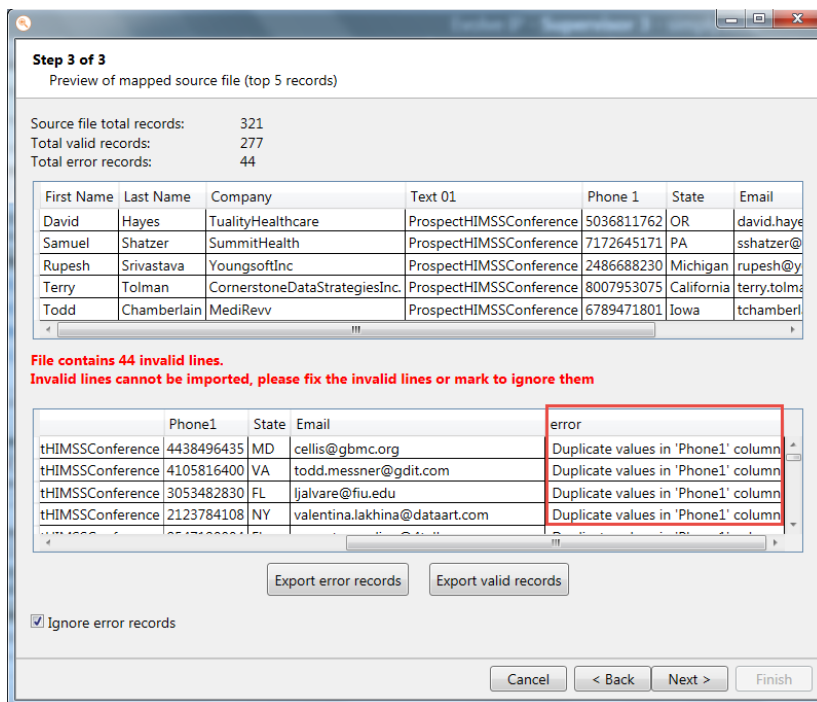 Step 3 of 3
Preview of mapped source file (top 5 records)
Source file total records: 321
Total valid records: 277
Total error records: 44
First Name Last Name Company Text 01 Phone 1 State Email
David Hayes TualityHealthcare ProspectHIMSSConference 5036811762 OR david.haye
Samuel Shatzer SummitHealth ProspectHIMSSConference 7172645171 PA sshatzer@
Rupesh Srivastava YoungsoftInc ProspectHIMSSConference 2486688230 Michigan rupesh@y
Terry Tolman CornerstoneDataStrategiesInc. ProspectHIMSSConference 8007953075 California terry.tolma
Todd Chamberlain MediRevv ProspectHIMSSConference 6789471801 Iowa tchamberl
File contains 44 invalid lines.
Invalid lines cannot be imported, please fix the invalid lines or mark to ignore them
Phone1 State Email error
tHIMSSConference 4438496435 MD cellis@gbmc.org Duplicate values in 'Phone1' column
tHIMSSConference 4105816400 VA todd.messner@gdit.com Duplicate values in 'Phone1' column
tHIMSSConference 3053482830 FL ljalvare@fiu.edu Duplicate values in 'Phone1' column
tHIMSSConference 2123784108 NY valentina.lakhina@dataart.com Duplicate values in 'Phone1' column
Export error records Export valid records
Ignore error records
Cancel < Back Next > Finish